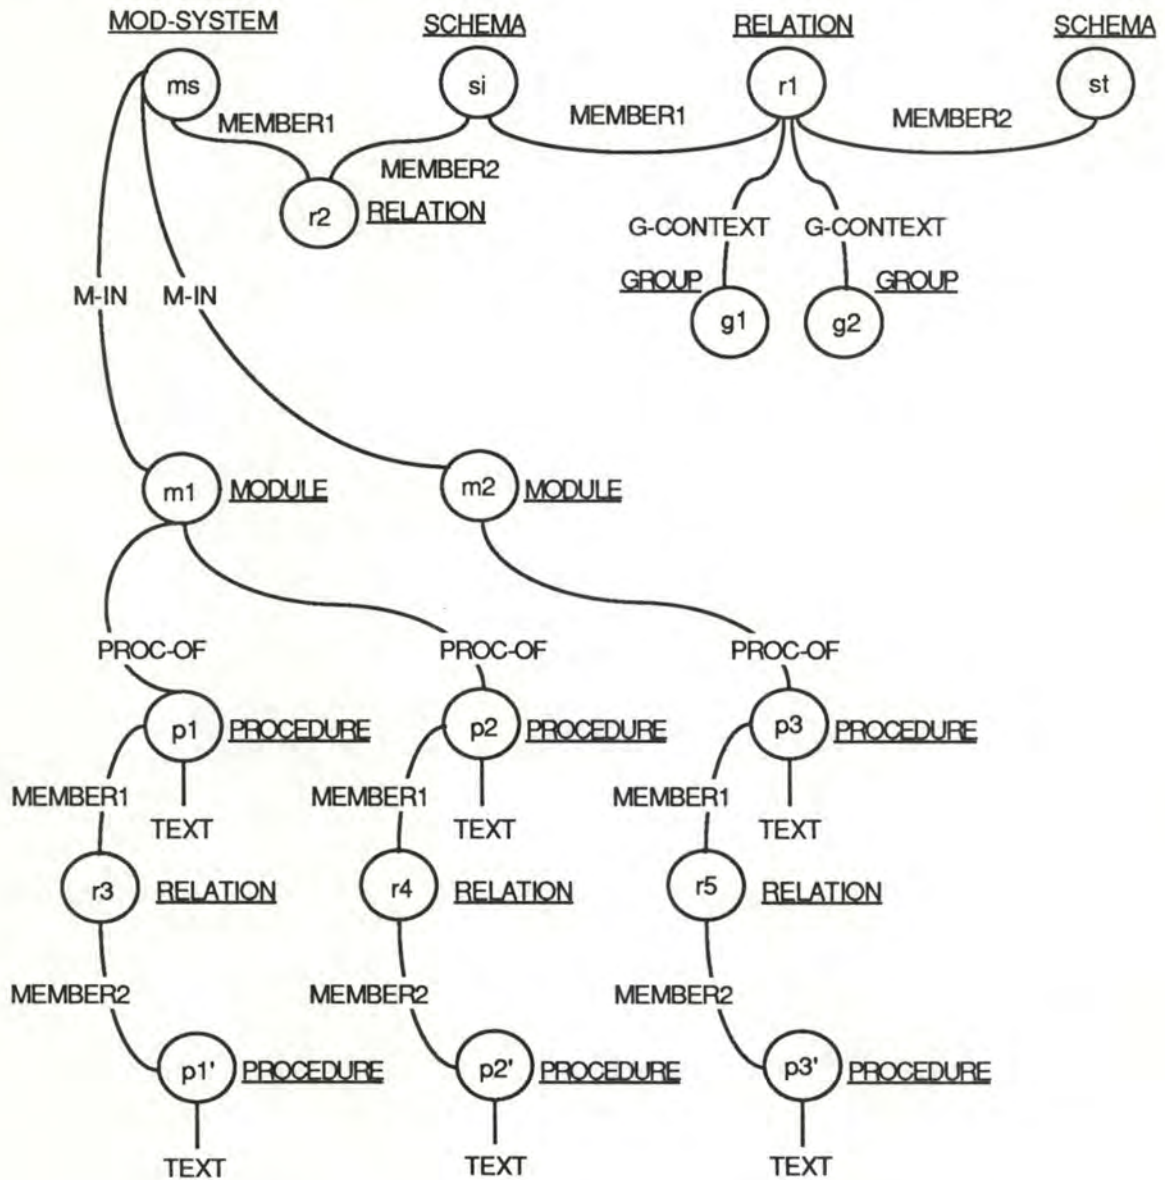 MOD-SYSTEM SCHEMA RELATION SCHEMA
ms si r1 st
MEMBER1 MEMBER1 MEMBER2
MEMBER2
r2 RELATION
G-CONTEXT G-CONTEXT
GROUP GROUP
M-IN M-IN
g1 g2
m1 MODULE m2 MODULE
PROC-OF PROC-OF PROC-OF
p1 PROCEDURE p2 PROCEDURE p3 PROCEDURE
MEMBER1 MEMBER1 MEMBER1
TEXT TEXT TEXT
r3 RELATION r4 RELATION r5 RELATION
MEMBER2 MEMBER2 MEMBER2
p1' PROCEDURE p2' PROCEDURE p3' PROCEDURE
TEXT TEXT TEXT